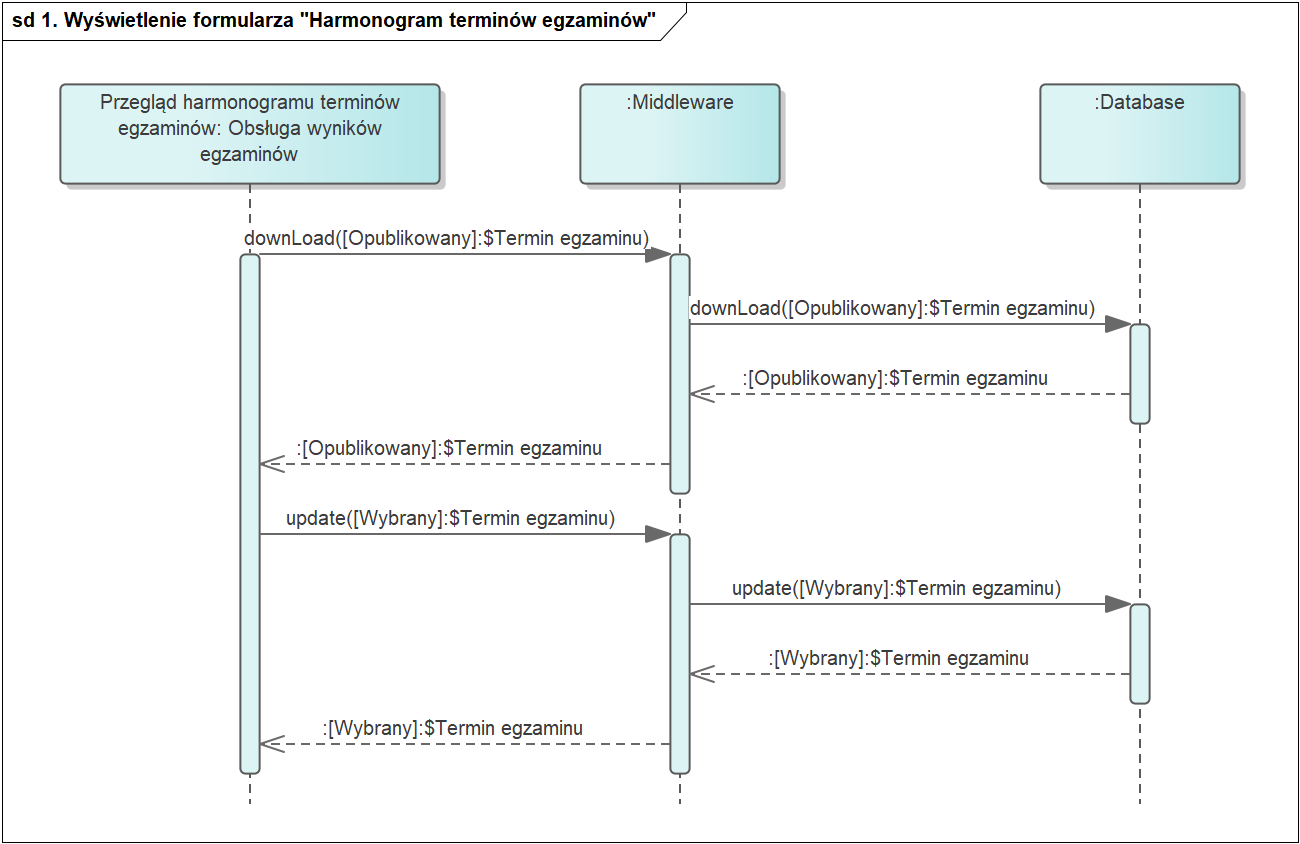 sd 1. Wyświetlenie formularza "Harmonogram terminów egzaminów"
Przegląd harmonogramu terminów
egzaminów: Obsługa wyników
egzaminów
:Middleware
:Database
downLoad([Opublikowany]:$Termin egzaminu)
downLoad([Opublikowany]:$Termin egzaminu)
:[Opublikowany]:$Termin egzaminu
:[Opublikowany]:$Termin egzaminu
update([Wybrany]:$Termin egzaminu)
update([Wybrany]:$Termin egzaminu)
:[Wybrany]:$Termin egzaminu
:[Wybrany]:$Termin egzaminu